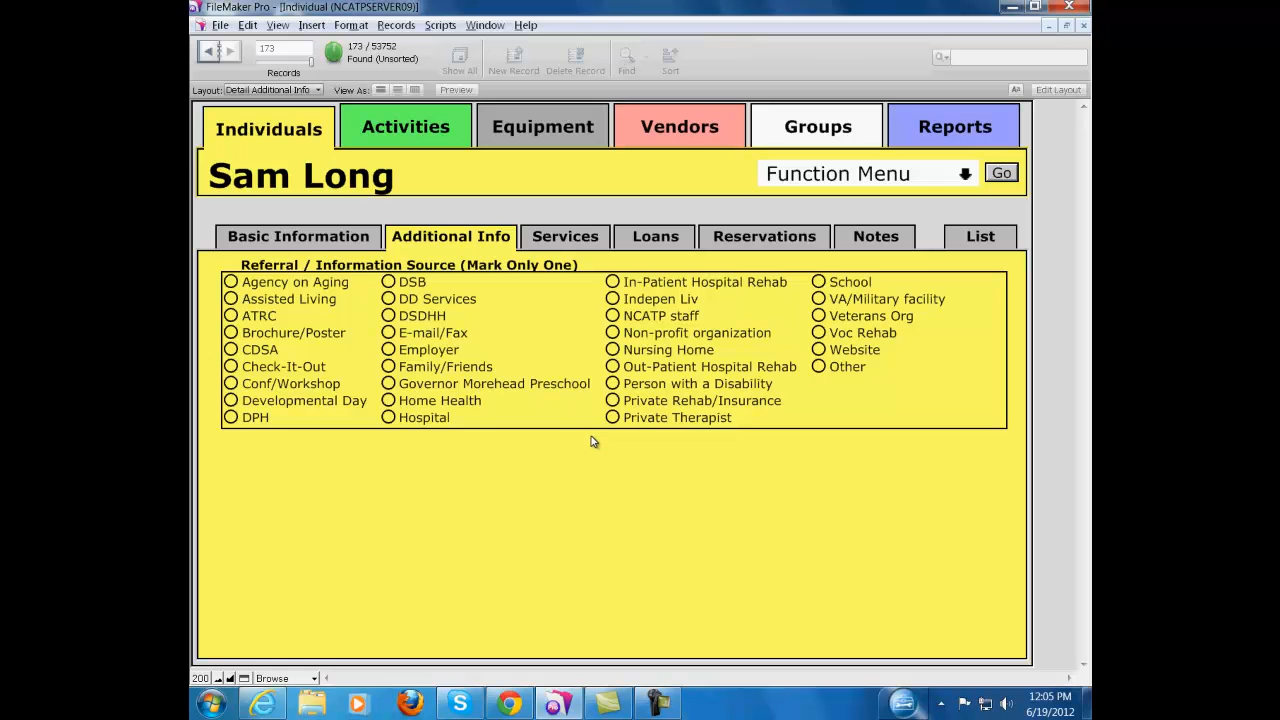 FileMaker Pro - [Individual (NCATPSERVER09)]
File Edit View Insert Format Records Scripts Window Help
173
173 / 53752
Found (Unsorted)
Records
Show All New Record Delete Record Find Sort
Layout: Detail Additional Info View As: Preview Aa Edit Layout
Individuals Activities Equipment Vendors Groups Reports
Sam Long
Function Menu Go
Basic Information Additional Info Services Loans Reservations Notes List
Referral / Information Source (Mark Only One)
Agency on Aging DSB In-Patient Hospital Rehab School
Assisted Living DD Services Indepen Liv VA/Military facility
ATRC DSDHH NCATP staff Veterans Org
Brochure/Poster E-mail/Fax Non-profit organization Voc Rehab
CDSA Employer Nursing Home Website
Check-It-Out Family/Friends Out-Patient Hospital Rehab Other
Conf/Workshop Governor Morehead Preschool Person with a Disability
Developmental Day Home Health Private Rehab/Insurance
DPH Hospital Private Therapist
200 Browse
12:05 PM
6/19/2012